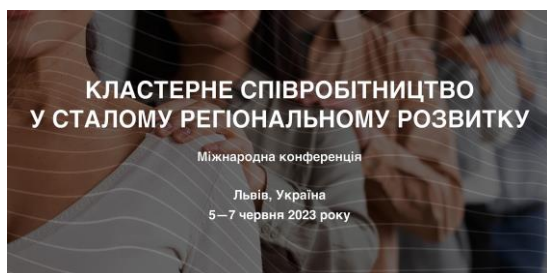 КЛАСТЕРНЕ СПІВРОБІТНИЦТВО
У СТАЛОМУ РЕГІОНАЛЬНОМУ РОЗВИТКУ
Міжнародна конференція
Львів, Україна
5—7 червня 2023 року